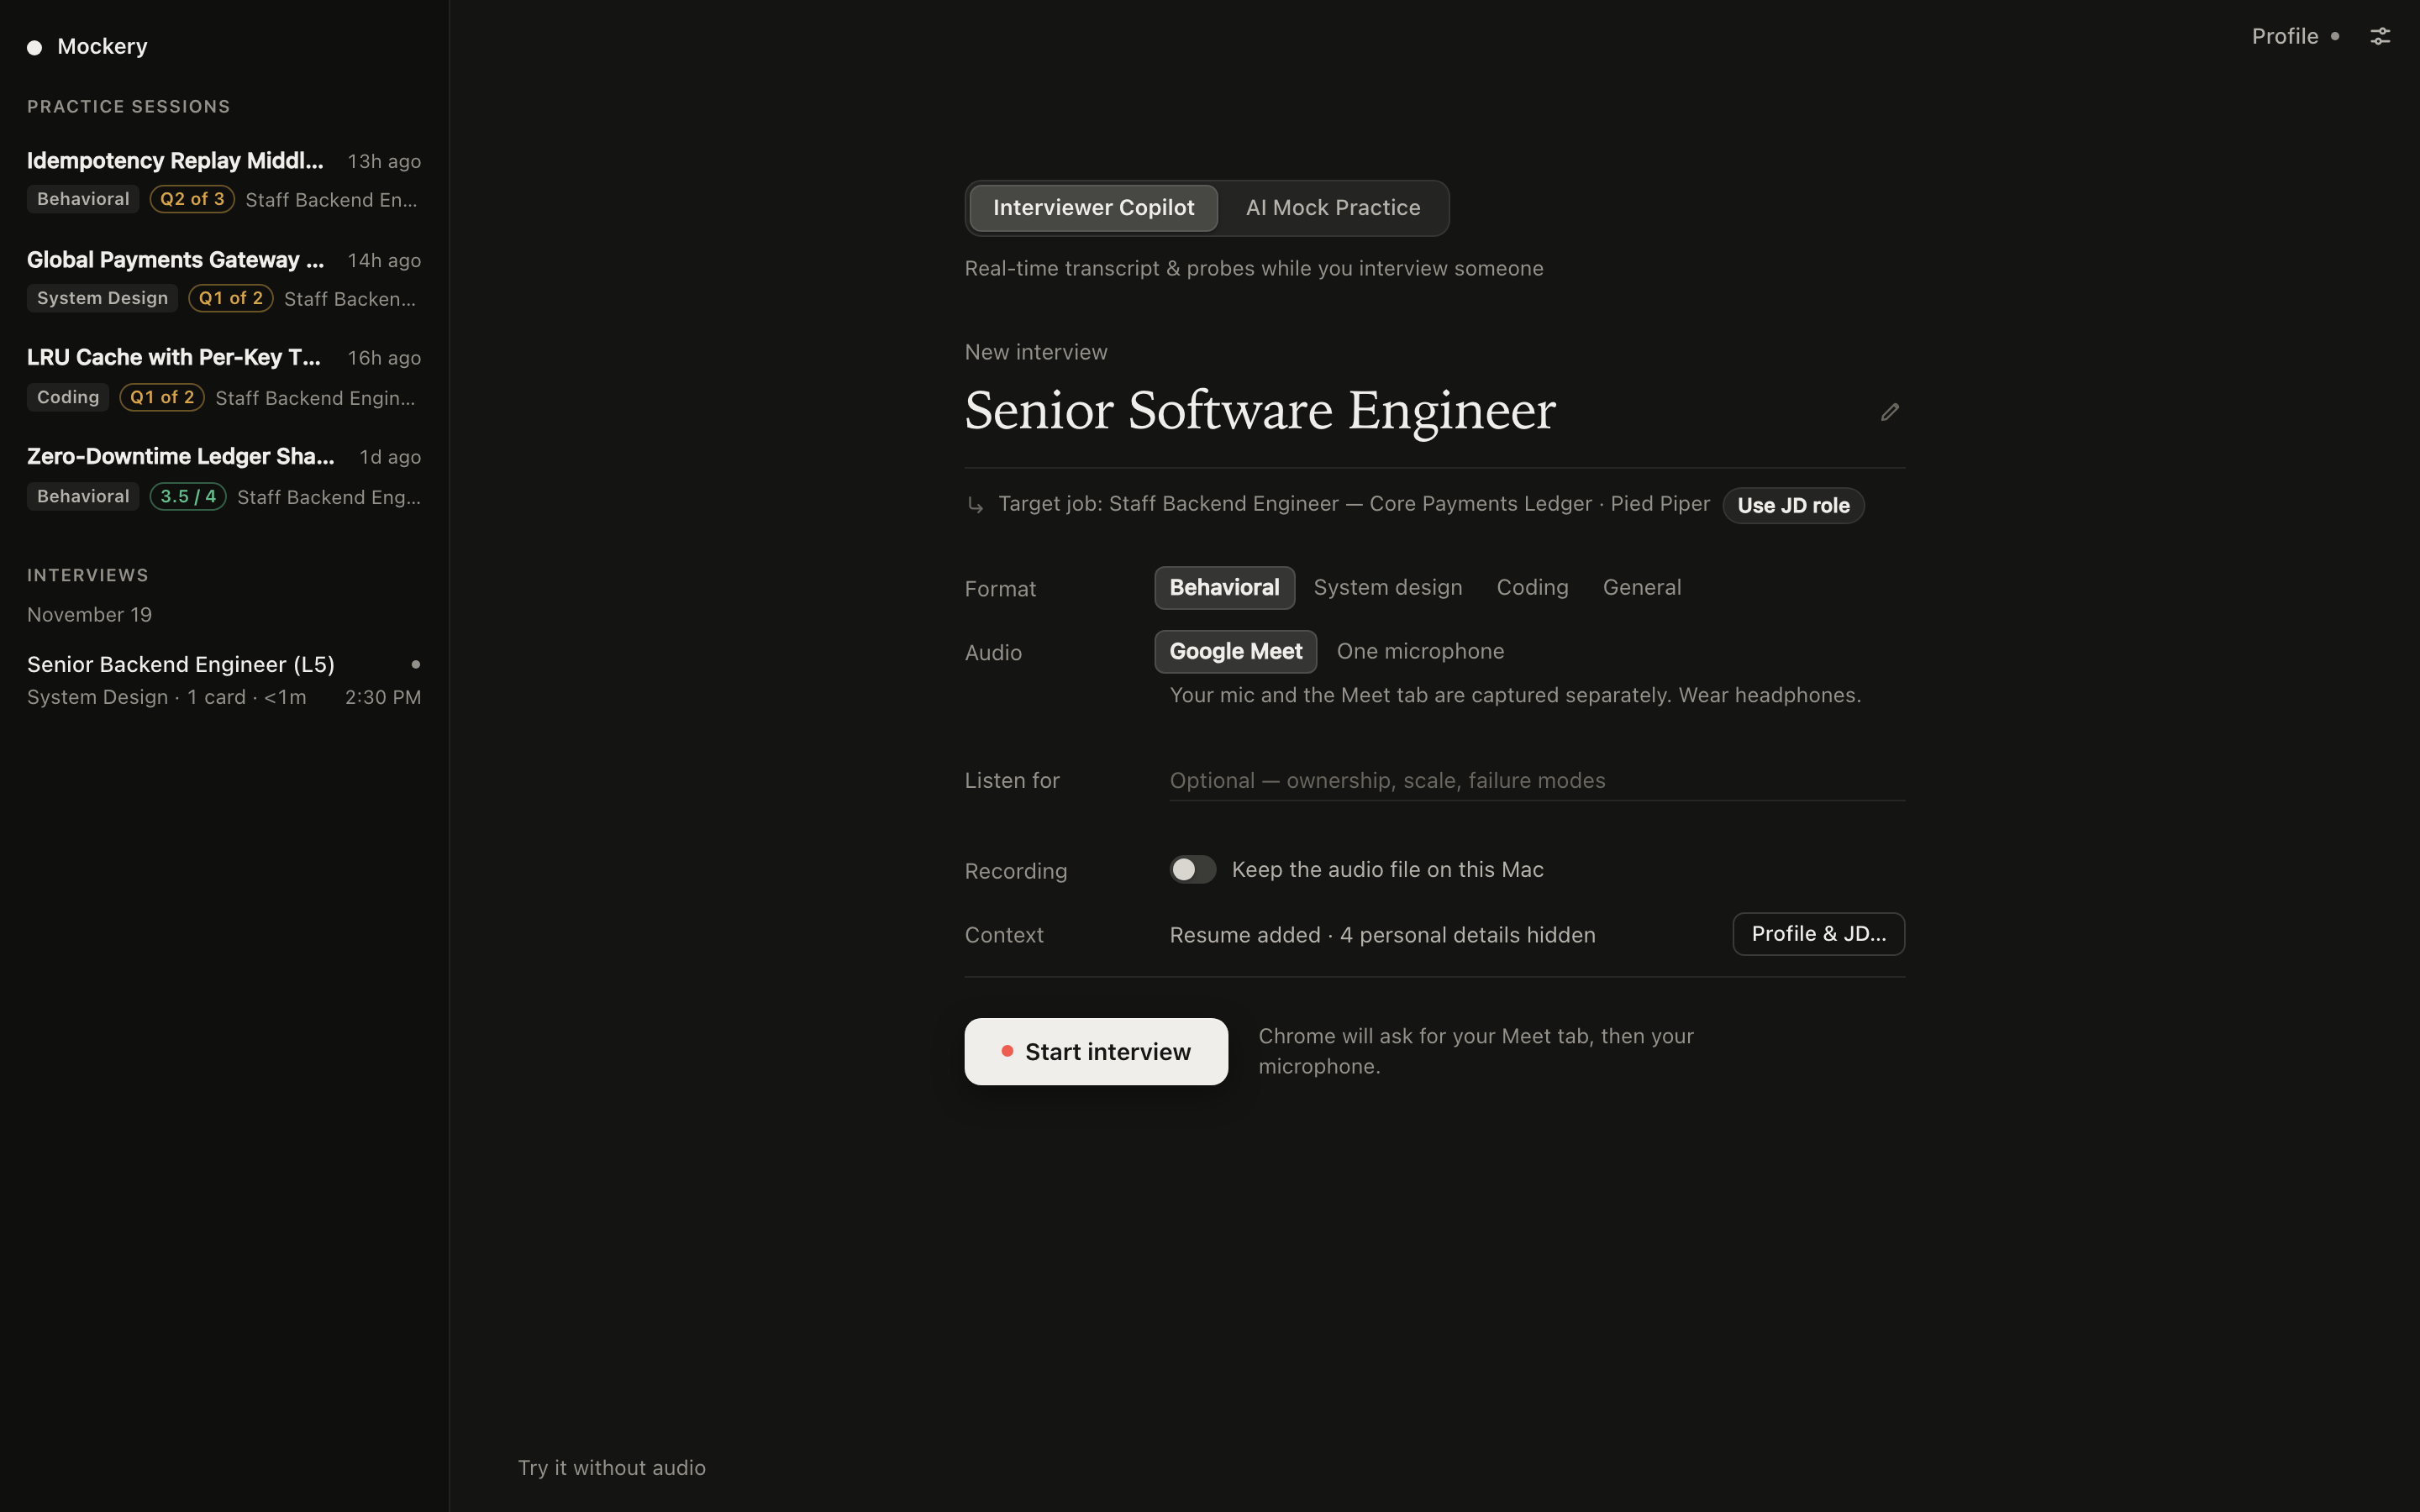 Mockery
PRACTICE SESSIONS
Idempotency Replay Middl... 13h ago
Behavioral Q2 of 3 Staff Backend En...
Global Payments Gateway ... 14h ago
System Design Q1 of 2 Staff Backen...
LRU Cache with Per-Key T... 16h ago
Coding Q1 of 2 Staff Backend Engin...
Zero-Downtime Ledger Sha... 1d ago
Behavioral 3.5 / 4 Staff Backend Eng...
INTERVIEWS
November 19
Senior Backend Engineer (L5)
System Design · 1 card · <1m 2:30 PM
Profile
Interviewer Copilot AI Mock Practice
Real-time transcript & probes while you interview someone
New interview
Senior Software Engineer
Target job: Staff Backend Engineer — Core Payments Ledger · Pied Piper Use JD role
Format Behavioral System design Coding General
Audio Google Meet One microphone
Your mic and the Meet tab are captured separately. Wear headphones.
Listen for Optional — ownership, scale, failure modes
Recording Keep the audio file on this Mac
Context Resume added · 4 personal details hidden Profile & JD...
Start interview
Chrome will ask for your Meet tab, then your
microphone.
Try it without audio